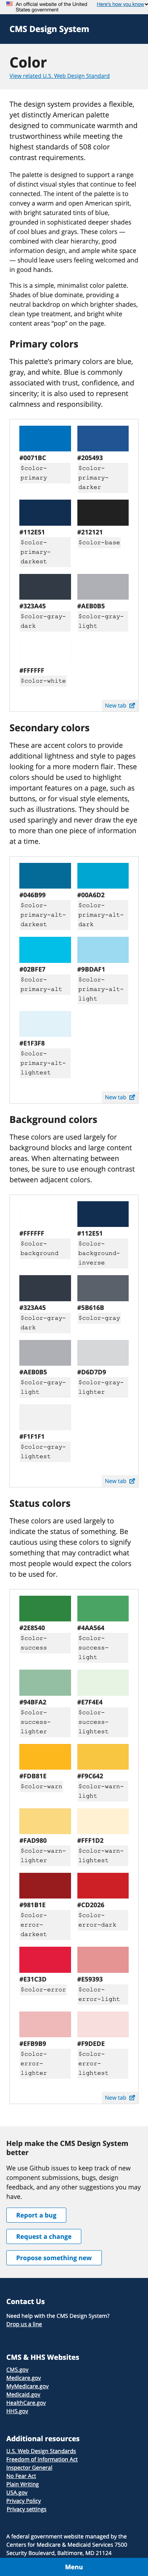 An official website of the United
States government
Here's how you know
CMS Design System
Color
View related U.S. Web Design Standard
The design system provides a flexible,
yet distinctly American palette
designed to communicate warmth and
trustworthiness while meeting the
highest standards of 508 color
contrast requirements.
The palette is designed to support a range
of distinct visual styles that continue to feel
connected. The intent of the palette is to
convey a warm and open American spirit,
with bright saturated tints of blue,
grounded in sophisticated deeper shades
of cool blues and grays. These colors —
combined with clear hierarchy, good
information design, and ample white space
— should leave users feeling welcomed and
in good hands.
This is a simple, minimalist color palette.
Shades of blue dominate, providing a
neutral backdrop on which brighter shades,
clean type treatment, photos, and bright
white content areas on the page "pop" on the page.
Primary colors
This palette's primary colors are blue,
gray, and white. Blue is commonly
associated with trust, confidence, and
sincerity; it is also used to represent
calmness and responsibility.
#0071BC
$color-
primary
#205493
$color-
primary-
darker
#112E51
$color-
primary-
darkest
#212121
$color-base
#323A45
$color-gray-
dark
#AEB0B5
$color-gray-
light
#FFFFFF
$color-white
New tab
Secondary colors
These are accent colors to provide
additional lightness and style to pages
looking for a more modern flair. These
colors should be used to highlight
important features on a page, such as
buttons, or for visual style elements,
such as illustrations. They should be
used sparingly and never draw the eye
to more than one piece of information
at a time.
#046B99
$color-
primary-alt-
darkest
#00A6D2
$color-
primary-alt-
dark
#02BFE7
$color-
primary-alt
#9BDAF1
$color-
primary-alt-
light
#E1F3F8
$color-
primary-alt-
lightest
New tab
Background colors
These colors are used largely for
background blocks and large content
areas. When alternating between
tones, be sure to use enough contrast
between adjacent colors.
#FFFFFF
$color-
background
#112E51
$color-
background-
inverse
#323A45
$color-gray-
dark
#5B616B
$color-gray
#AEB0B5
$color-gray-
light
#D6D7D9
$color-gray-
lighter
#F1F1F1
$color-gray-
lightest
New tab
Status colors
These colors are used largely to
indicate the status of something. Be
cautious using these colors to signify
something that may contradict what
most people would expect the colors
to be used for.
#2E8540
$color-
success
#4AA564
$color-
success-
light
#94BFA2
$color-
success-
lighter
#E7F4E4
$color-
success-
lightest
#FDB81E
$color-warn
#F9C642
$color-warn-
light
#FAD980
$color-warn-
lighter
#FFF1D2
$color-warn-
lightest
#981B1E
$color-
error-
darkest
#CD2026
$color-
error-dark
#E31C3D
$color-error
#E59393
$color-
error-light
#EFB9B9
$color-
error-
lighter
#F9DEDE
$color-
error-
lightest
New tab
Help make the CMS Design System
better
We use Github issues to keep track of new
component submissions, bugs, design
feedback, and any other suggestions you may
have.
Report a bug
Request a change
Propose something new
Contact Us
Need help with the CMS Design System?
Drop us a line
CMS & HHS Websites
CMS.gov
Medicare.gov
MyMedicare.gov
Medicaid.gov
HealthCare.gov
HHS.gov
Additional resources
U.S. Web Design Standards
Freedom of Information Act
Inspector General
No Fear Act
Plain Writing
USA.gov
Privacy Policy
Privacy settings
A federal government website managed by the
Centers for Medicare & Medicaid Services 7500
Security Boulevard, Baltimore, MD 21124
Menu